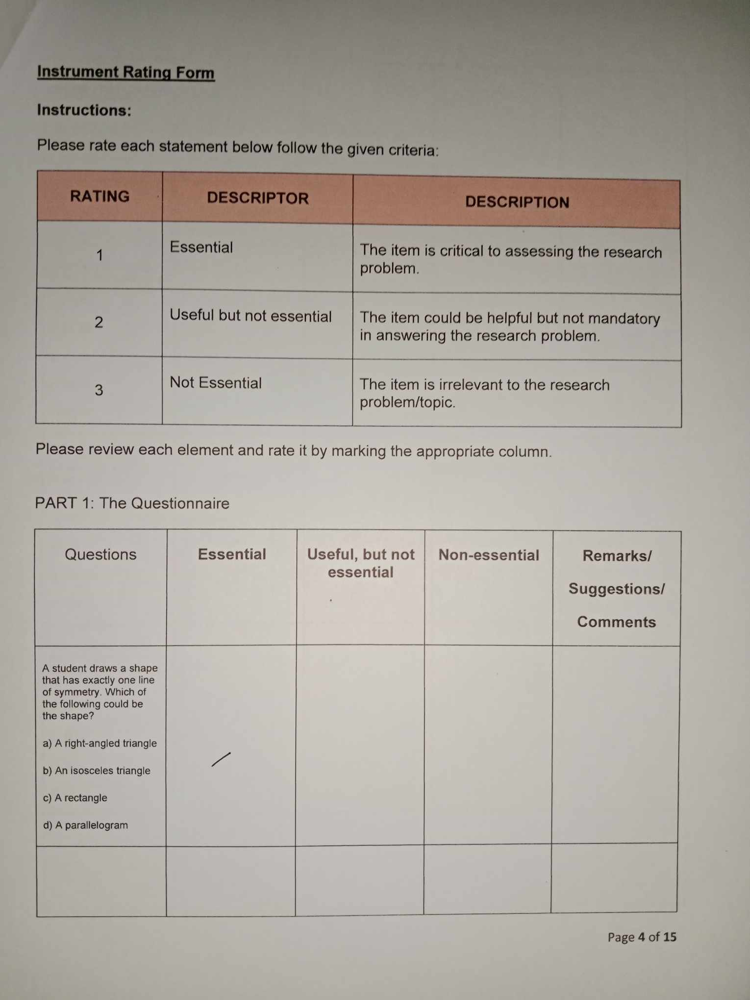 Instrument Rating Form
Instructions:
Please rate each statement below follow the given criteria:
RATING
DESCRIPTOR
DESCRIPTION
1
Essential
The item is critical to assessing the research
problem.
2
Useful but not essential
The item could be helpful but not mandatory
in answering the research problem.
3
Not Essential
The item is irrelevant to the research
problem/topic.
Please review each element and rate it by marking the appropriate column.
PART 1: The Questionnaire
Questions
Essential
Useful, but not
essential
Non-essential
Remarks/
Suggestions/
Comments
A student draws a shape
that has exactly one line
of symmetry. Which of
the following could be
the shape?
a) A right-angled triangle
b) An isosceles triangle
c) A rectangle
d) A parallelogram
Page 4 of 15